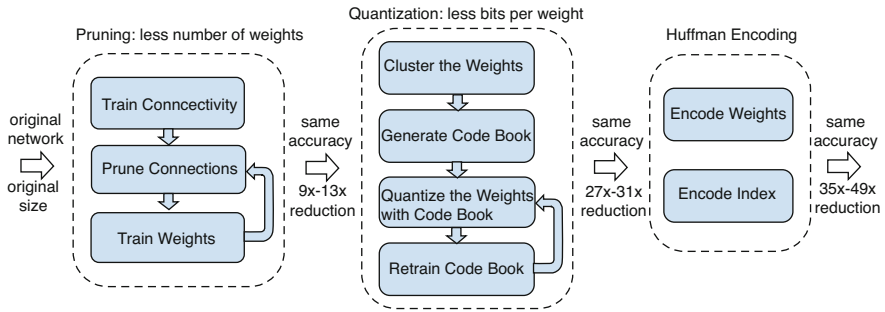 original
network
original
size
Pruning: less number of weights
Train Conncectivity
Prune Connections
Train Weights
same
accuracy
9x-13x
reduction
Quantization: less bits per weight
Cluster the Weights
Generate Code Book
Quantize the Weights
with Code Book
Retrain Code Book
same
accuracy
27x-31x
reduction
Huffman Encoding
Encode Weights
Encode Index
same
accuracy
35x-49x
reduction